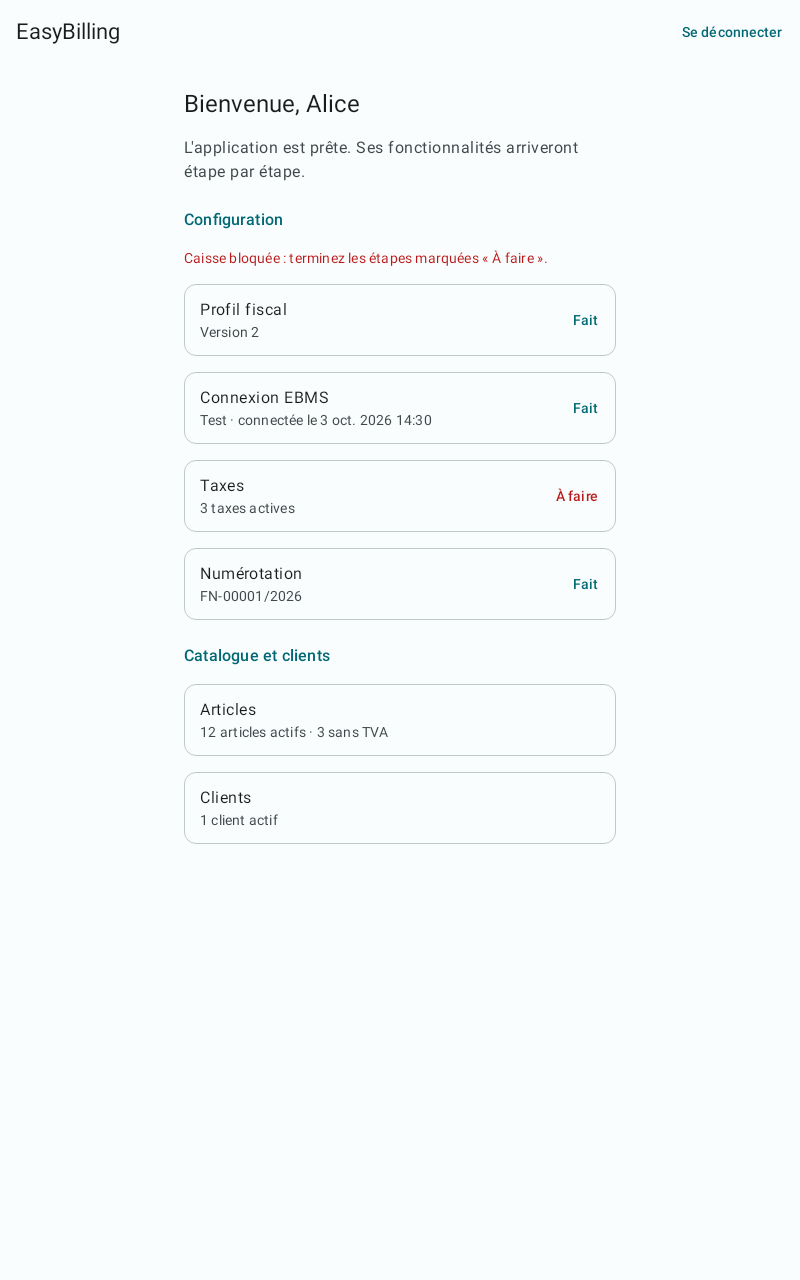 EasyBilling
Se déconnecter
Bienvenue, Alice
L'application est prête. Ses fonctionnalités arriveront
étape par étape.
Configuration
Caisse bloquée : terminez les étapes marquées « À faire ».
Profil fiscal
Version 2
Fait
Connexion EBMS
Test · connectée le 3 oct. 2026 14:30
Fait
Taxes
3 taxes actives
À faire
Numérotation
FN-00001/2026
Fait
Catalogue et clients
Articles
12 articles actifs · 3 sans TVA
Clients
1 client actif